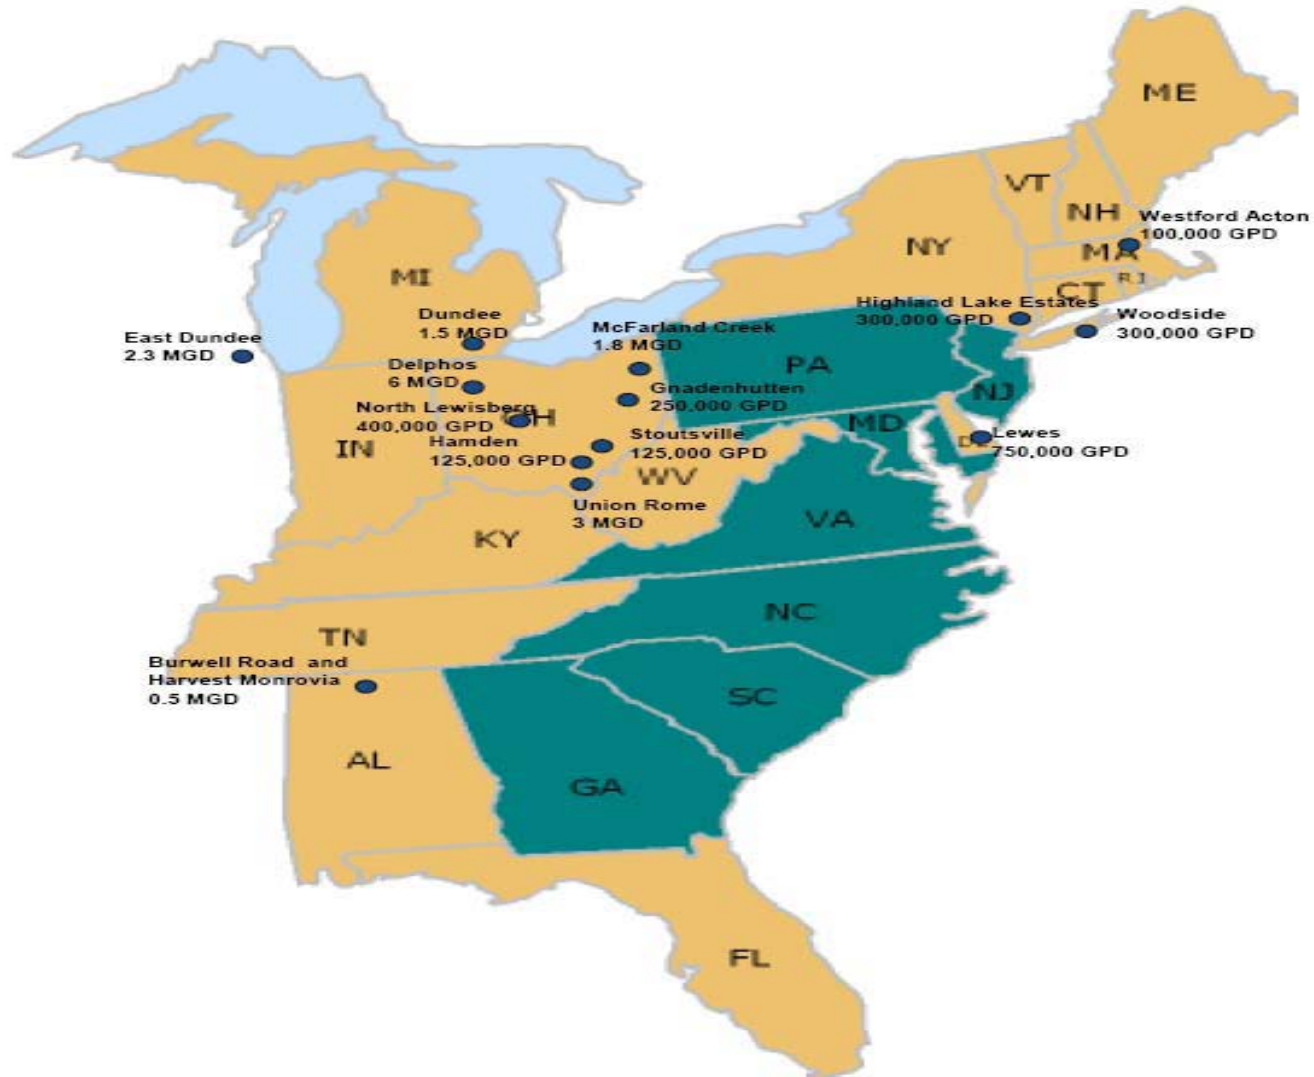 ME
VT
NH
Westford Acton
100,000 GPD
MA
NY
MI
RI
CT
Highland Lake Estates
300,000 GPD
Woodside
300,000 GPD
Dundee
1.5 MGD
McFarland Creek
1.8 MGD
East Dundee
2.3 MGD
PA
Delphos
6 MGD
Gnadenhutten
250,000 GPD
NJ
North Lewisberg
400,000 GPD
OH
MD
Hamden
125,000 GPD
Stoutsville
125,000 GPD
Lewes
750,000 GPD
IN
WV
Union Rome
3 MGD
VA
KY
NC
TN
Burwell Road and
Harvest Monrovia
0.5 MGD
SC
AL
GA
FL